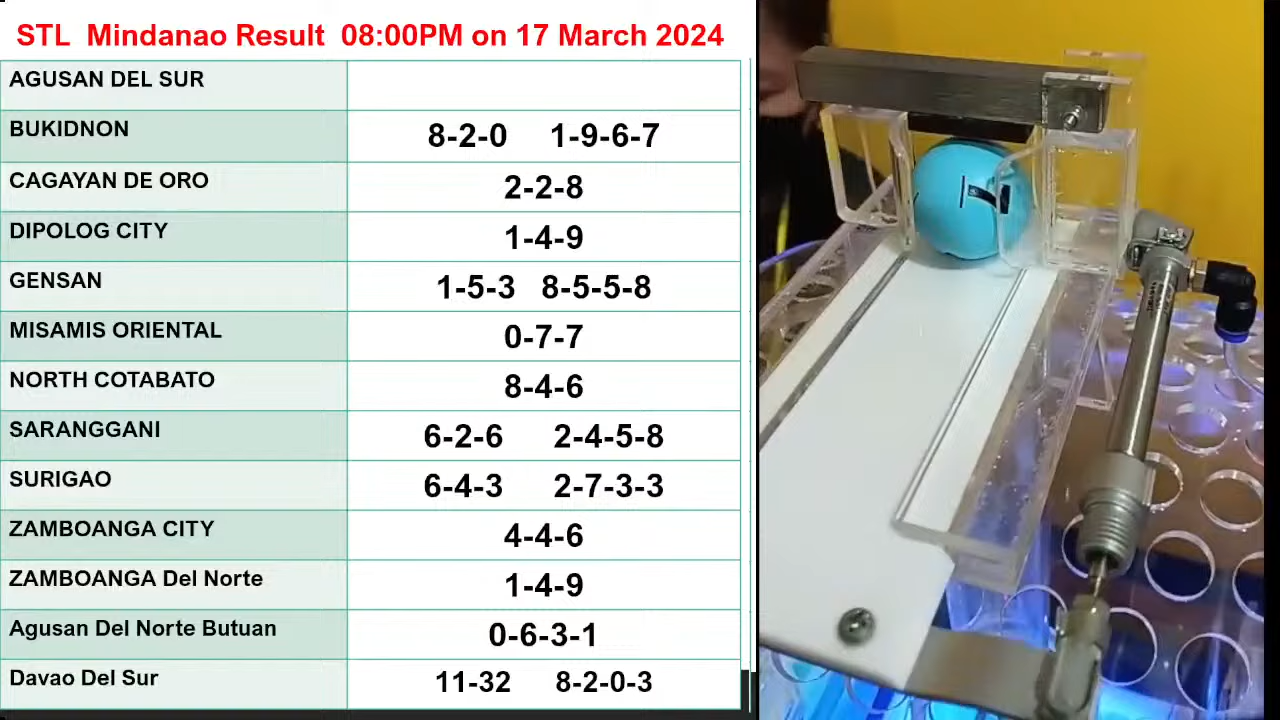 STL Mindanao Result 08:00PM on 17 March 2024
AGUSAN DEL SUR
BUKIDNON 8-2-0 1-9-6-7
CAGAYAN DE ORO 2-2-8
DIPOLOG CITY 1-4-9
GENSAN 1-5-3 8-5-5-8
MISAMIS ORIENTAL 0-7-7
NORTH COTABATO 8-4-6
SARANGGANI 6-2-6 2-4-5-8
SURIGAO 6-4-3 2-7-3-3
ZAMBOANGA CITY 4-4-6
ZAMBOANGA Del Norte 1-4-9
Agusan Del Norte Butuan 0-6-3-1
Davao Del Sur 11-32 8-2-0-3